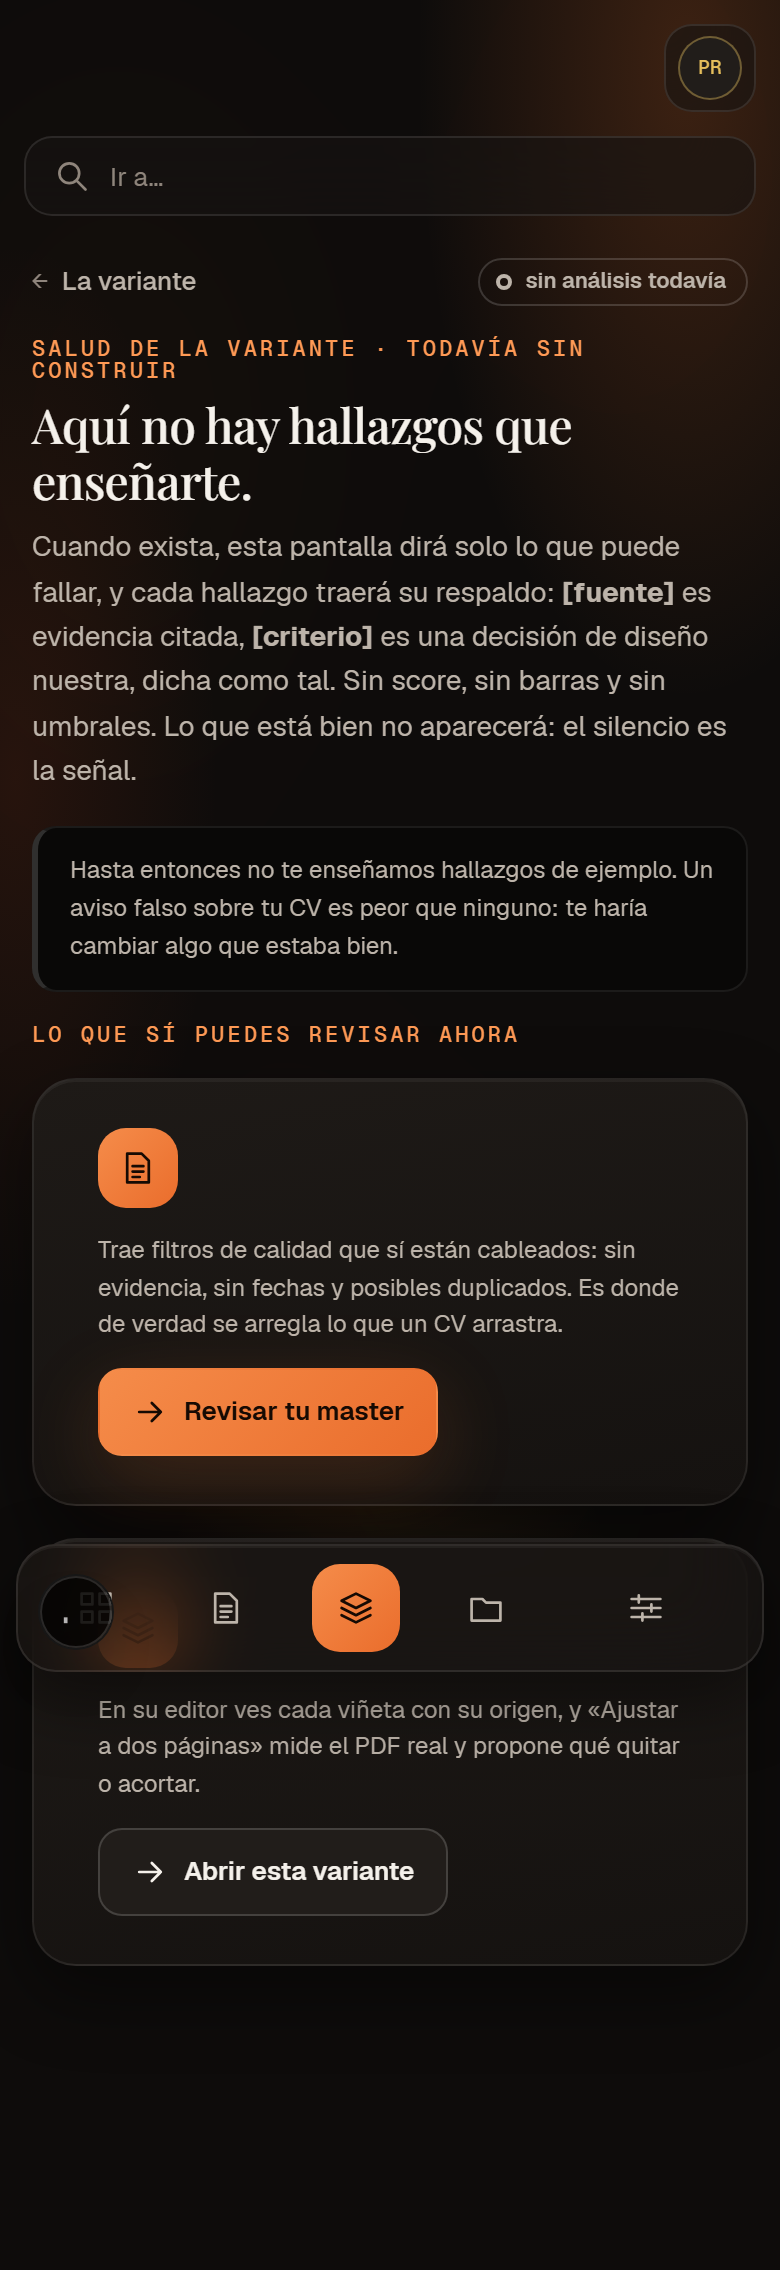 PR
Ir a...
← La variante
sin análisis todavía
SALUD DE LA VARIANTE · TODAVÍA SIN
CONSTRUIR
Aquí no hay hallazgos que
enseñarte.
Cuando exista, esta pantalla dirá solo lo que puede
fallar, y cada hallazgo traerá su respaldo: [fuente] es
evidencia citada, [criterio] es una decisión de diseño
nuestra, dicha como tal. Sin score, sin barras y sin
umbrales. Lo que está bien no aparecerá: el silencio es
la señal.
Hasta entonces no te enseñamos hallazgos de ejemplo. Un
aviso falso sobre tu CV es peor que ninguno: te haría
cambiar algo que estaba bien.
LO QUE SÍ PUEDES REVISAR AHORA
Trae filtros de calidad que sí están cableados: sin
evidencia, sin fechas y posibles duplicados. Es donde
de verdad se arregla lo que un CV arrastra.
→ Revisar tu master
En su editor ves cada viñeta con su origen, y «Ajustar
a dos páginas» mide el PDF real y propone qué quitar
o acortar.
→ Abrir esta variante